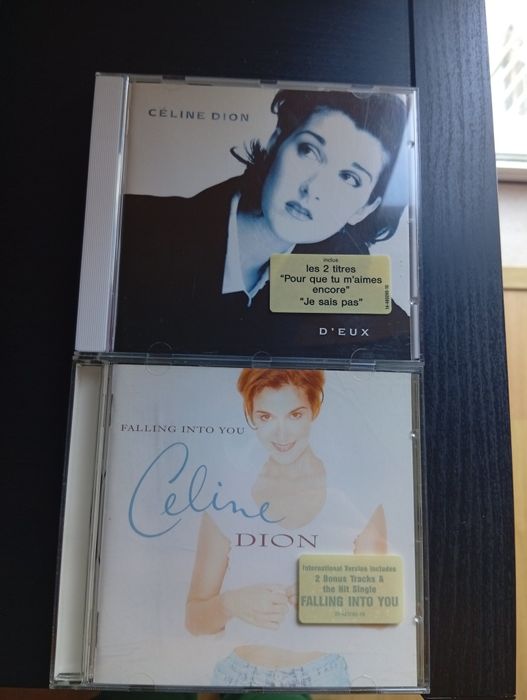 CÉLINE DION
inclus
les 2 titres
"Pour que tu m'aimes
encore"
"Je sais pas"
D'EUX
FALLING INTO YOU
Celine
DION
International Version includes
2 Bonus Tracks &
the Hit Single
FALLING INTO YOU